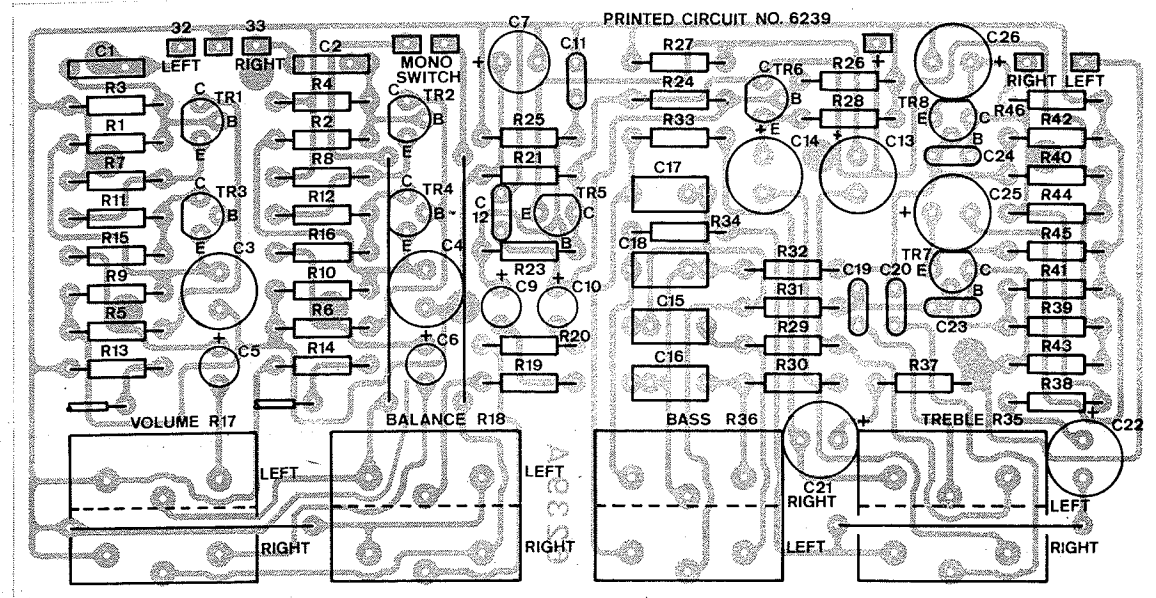 PRINTED CIRCUIT NO. 6239
32 33 C7 C11 R27 C26
C1 LEFT RIGHT C2 MONO SWITCH + TR6 C R26 + + RIGHT LEFT
R3 C TR1 R4 C TR2 R24 B R28 TR8 R46
R1 B R2 B R25 R33 E + C14 + C13 E C B R42
R7 E R8 E R21 C17 C24 R40
R11 C TR3 R12 C TR4 C12 TR5 E C C25 R44
R15 B R16 B B R34 + R45
R9 E C3 R10 E C4 R23 C18 R32 C19 C20 TR7 E C B R41
R5 R6 + C9 + C10 C15 R31 C23 R39
R13 + C5 R14 + C6 R20 R29 R43
R19 C16 R30 R37 R38
VOLUME R17 BALANCE R18 BASS R36 + TREBLE R35 + C22
LEFT LEFT C21 RIGHT LEFT
RIGHT RIGHT LEFT RIGHT
A6239